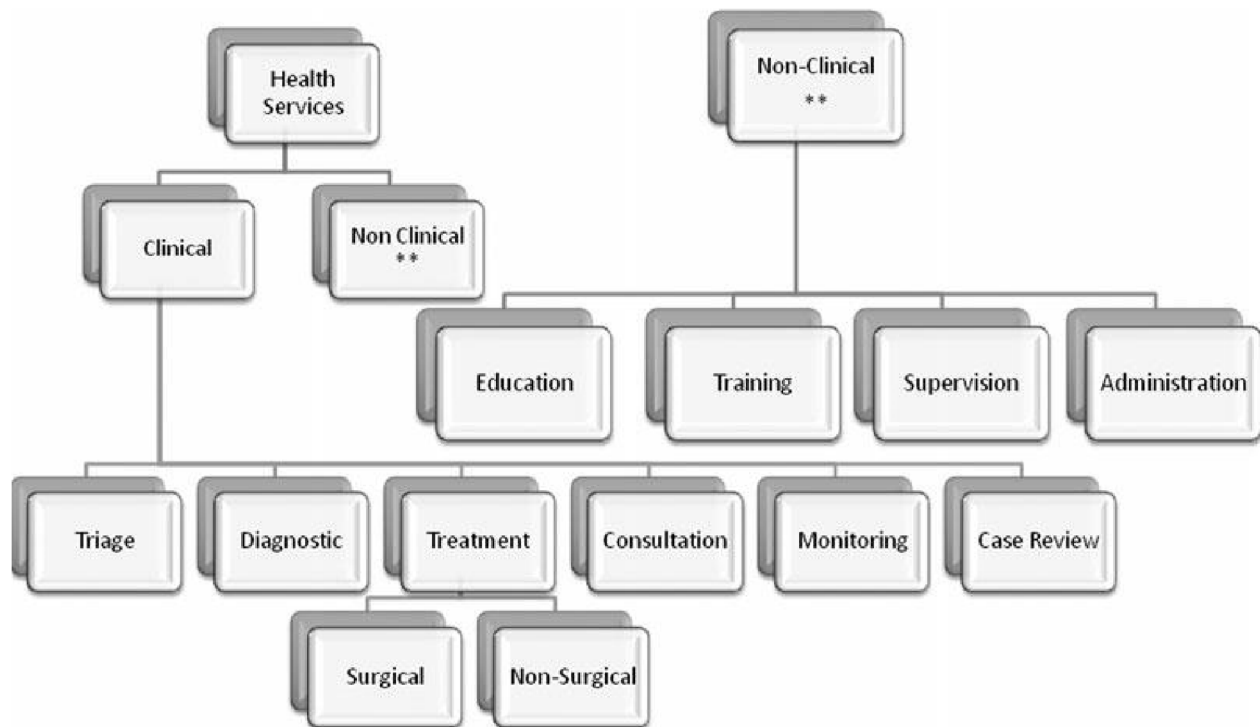 Health
Services
Non-Clinical
**
Clinical
Non Clinical
**
Education
Training
Supervision
Administration
Triage
Diagnostic
Treatment
Consultation
Monitoring
Case Review
Surgical
Non-Surgical